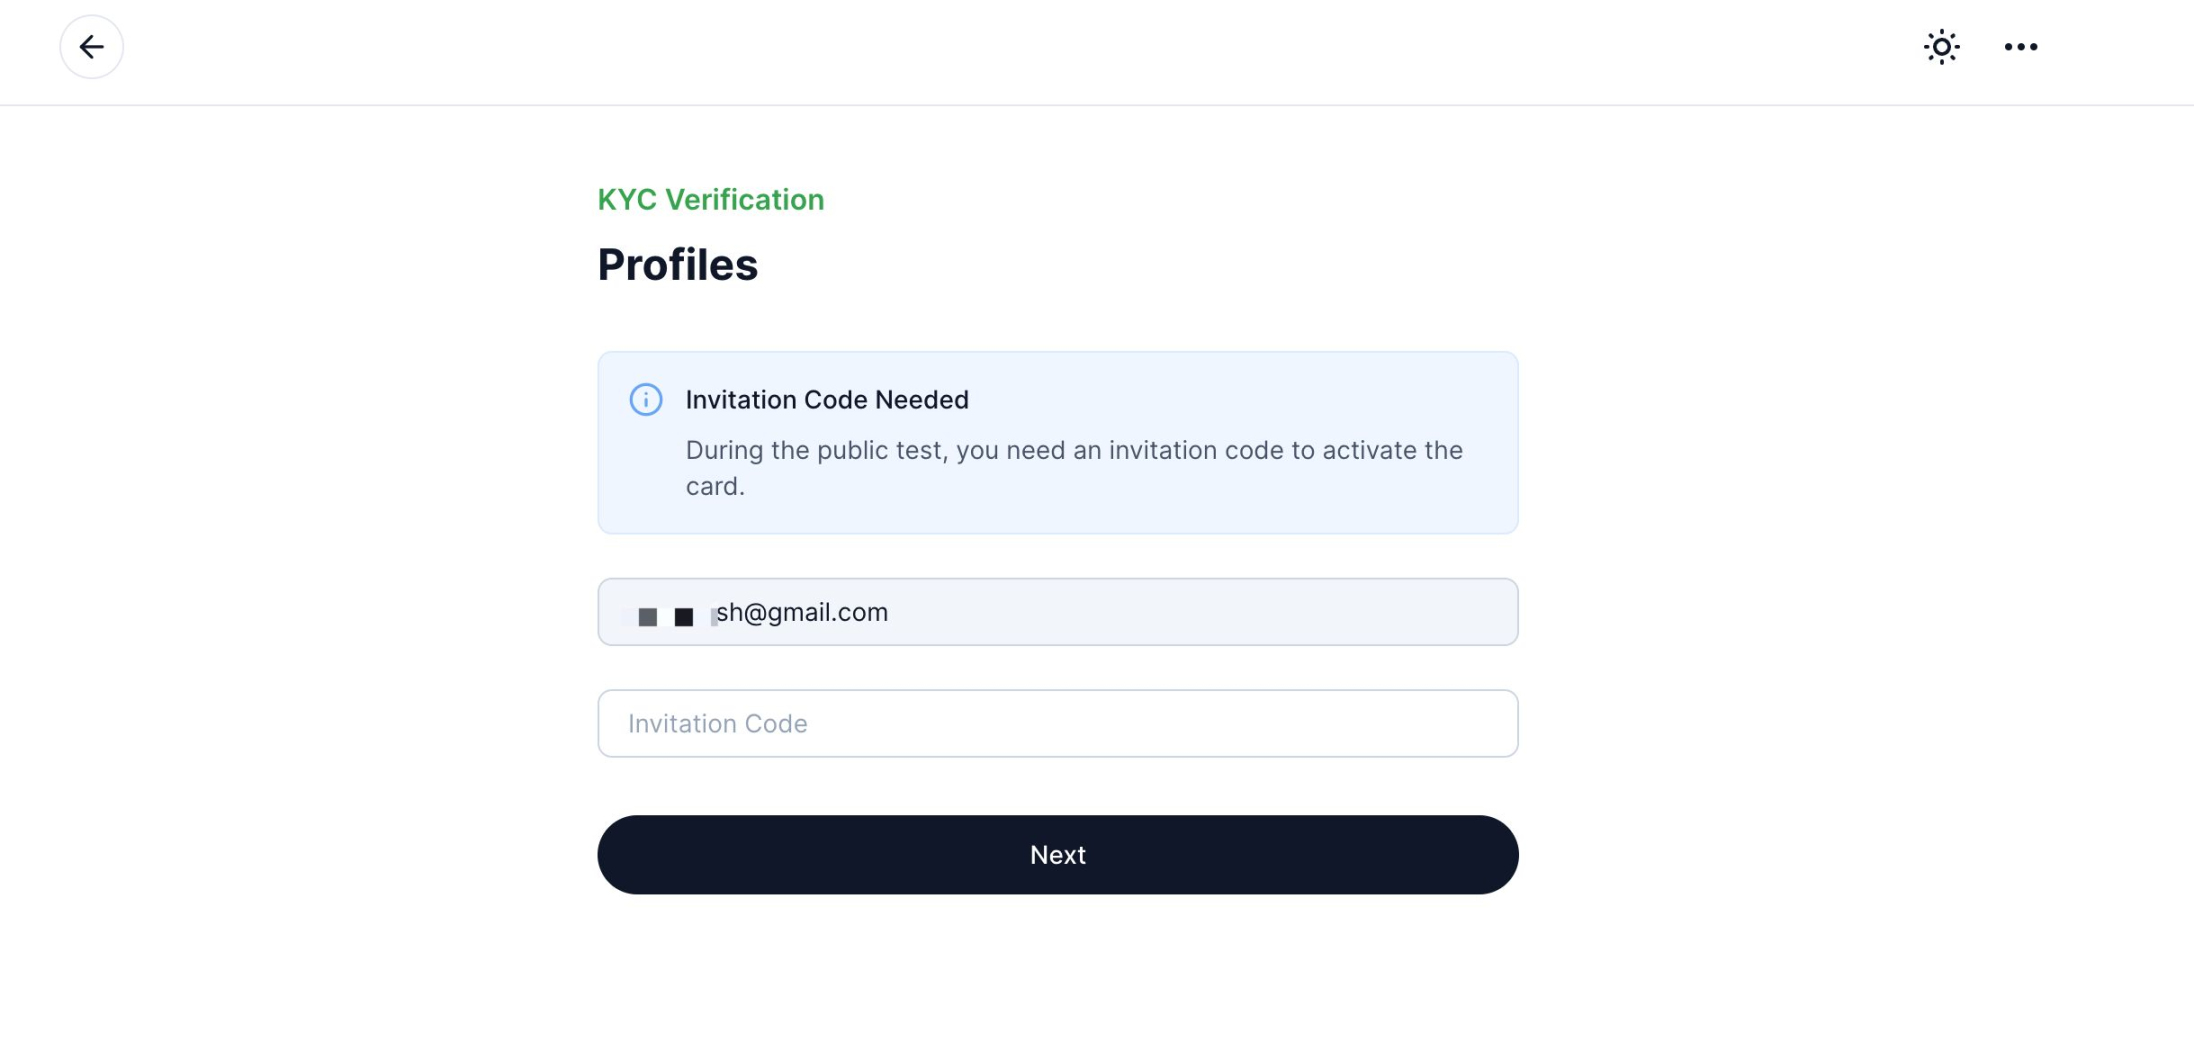 KYC Verification
Profiles
Invitation Code Needed
During the public test, you need an invitation code to activate the
card.
sh@gmail.com
Invitation Code
Next